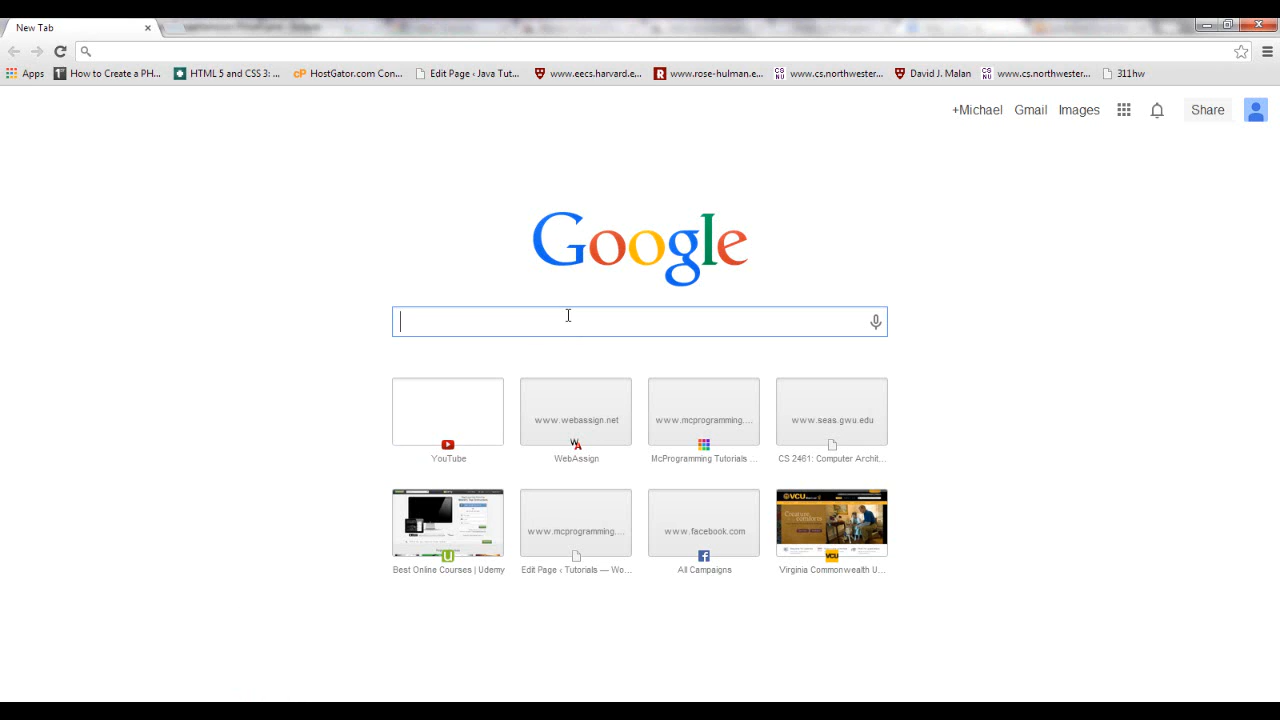 New Tab
Apps How to Create a PH... HTML 5 and CSS 3: ... HostGator.com Con... Edit Page ‹ Java Tut... www.eecs.harvard.e... www.rose-hulman.e... www.cs.northwester... David J. Malan www.cs.northwester... 311hw
+Michael Gmail Images Share
Google
www.webassign.net www.mcprogramming.... www.seas.gwu.edu
YouTube WebAssign McProgramming Tutorials ... CS 2461: Computer Archit...
www.mcprogramming.... www.facebook.com VCU
Best Online Courses | Udemy Edit Page ‹ Tutorials — Wo... All Campaigns Virginia Commonwealth U...